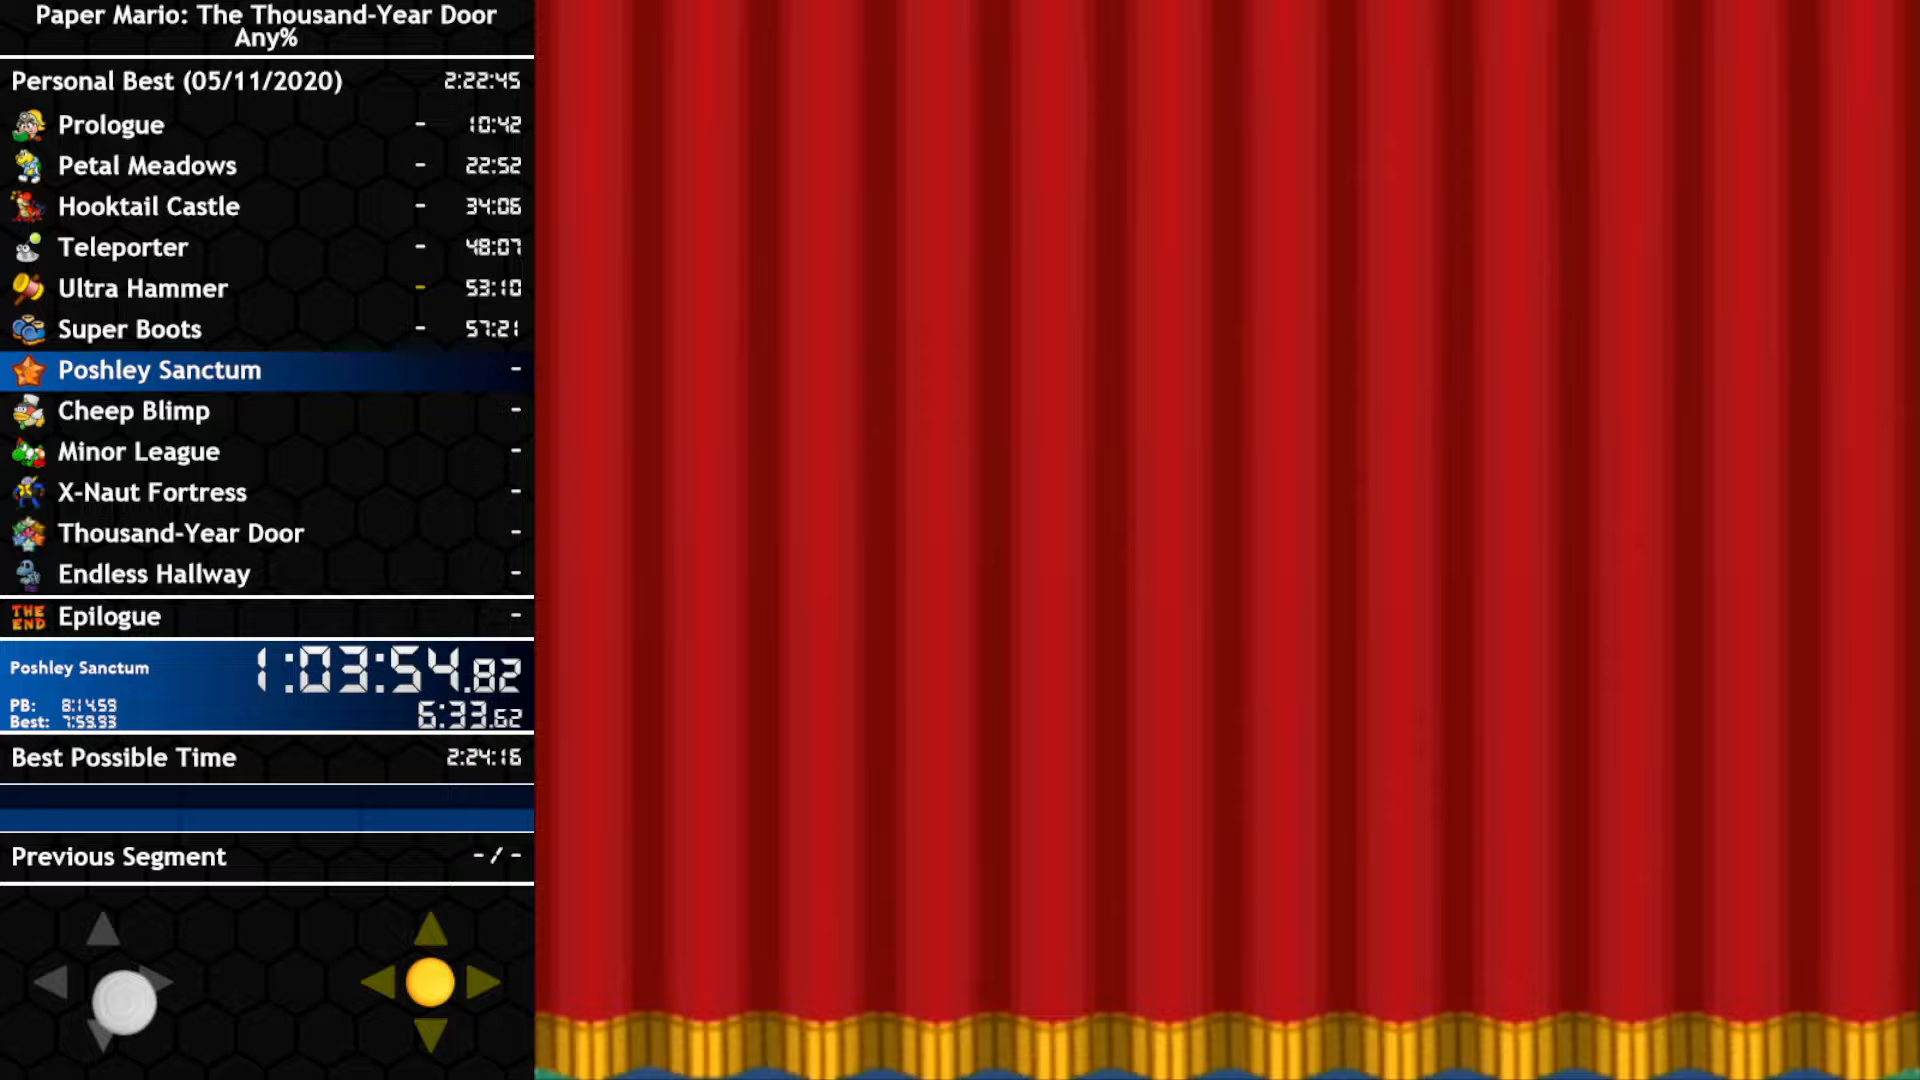 Paper Mario: The Thousand-Year Door
Any%
Personal Best (05/11/2020) 2:22:45
Prologue - 10:42
Petal Meadows - 22:52
Hooktail Castle - 34:06
Teleporter - 48:07
Ultra Hammer - 53:10
Super Boots - 57:21
Poshley Sanctum -
Cheep Blimp -
Minor League -
X-Naut Fortress -
Thousand-Year Door -
Endless Hallway -
THE END Epilogue -
Poshley Sanctum 1:03:54.82
PB: 8:14.59
Best: 7:59.93 6:33.62
Best Possible Time 2:24:16
Previous Segment - / -